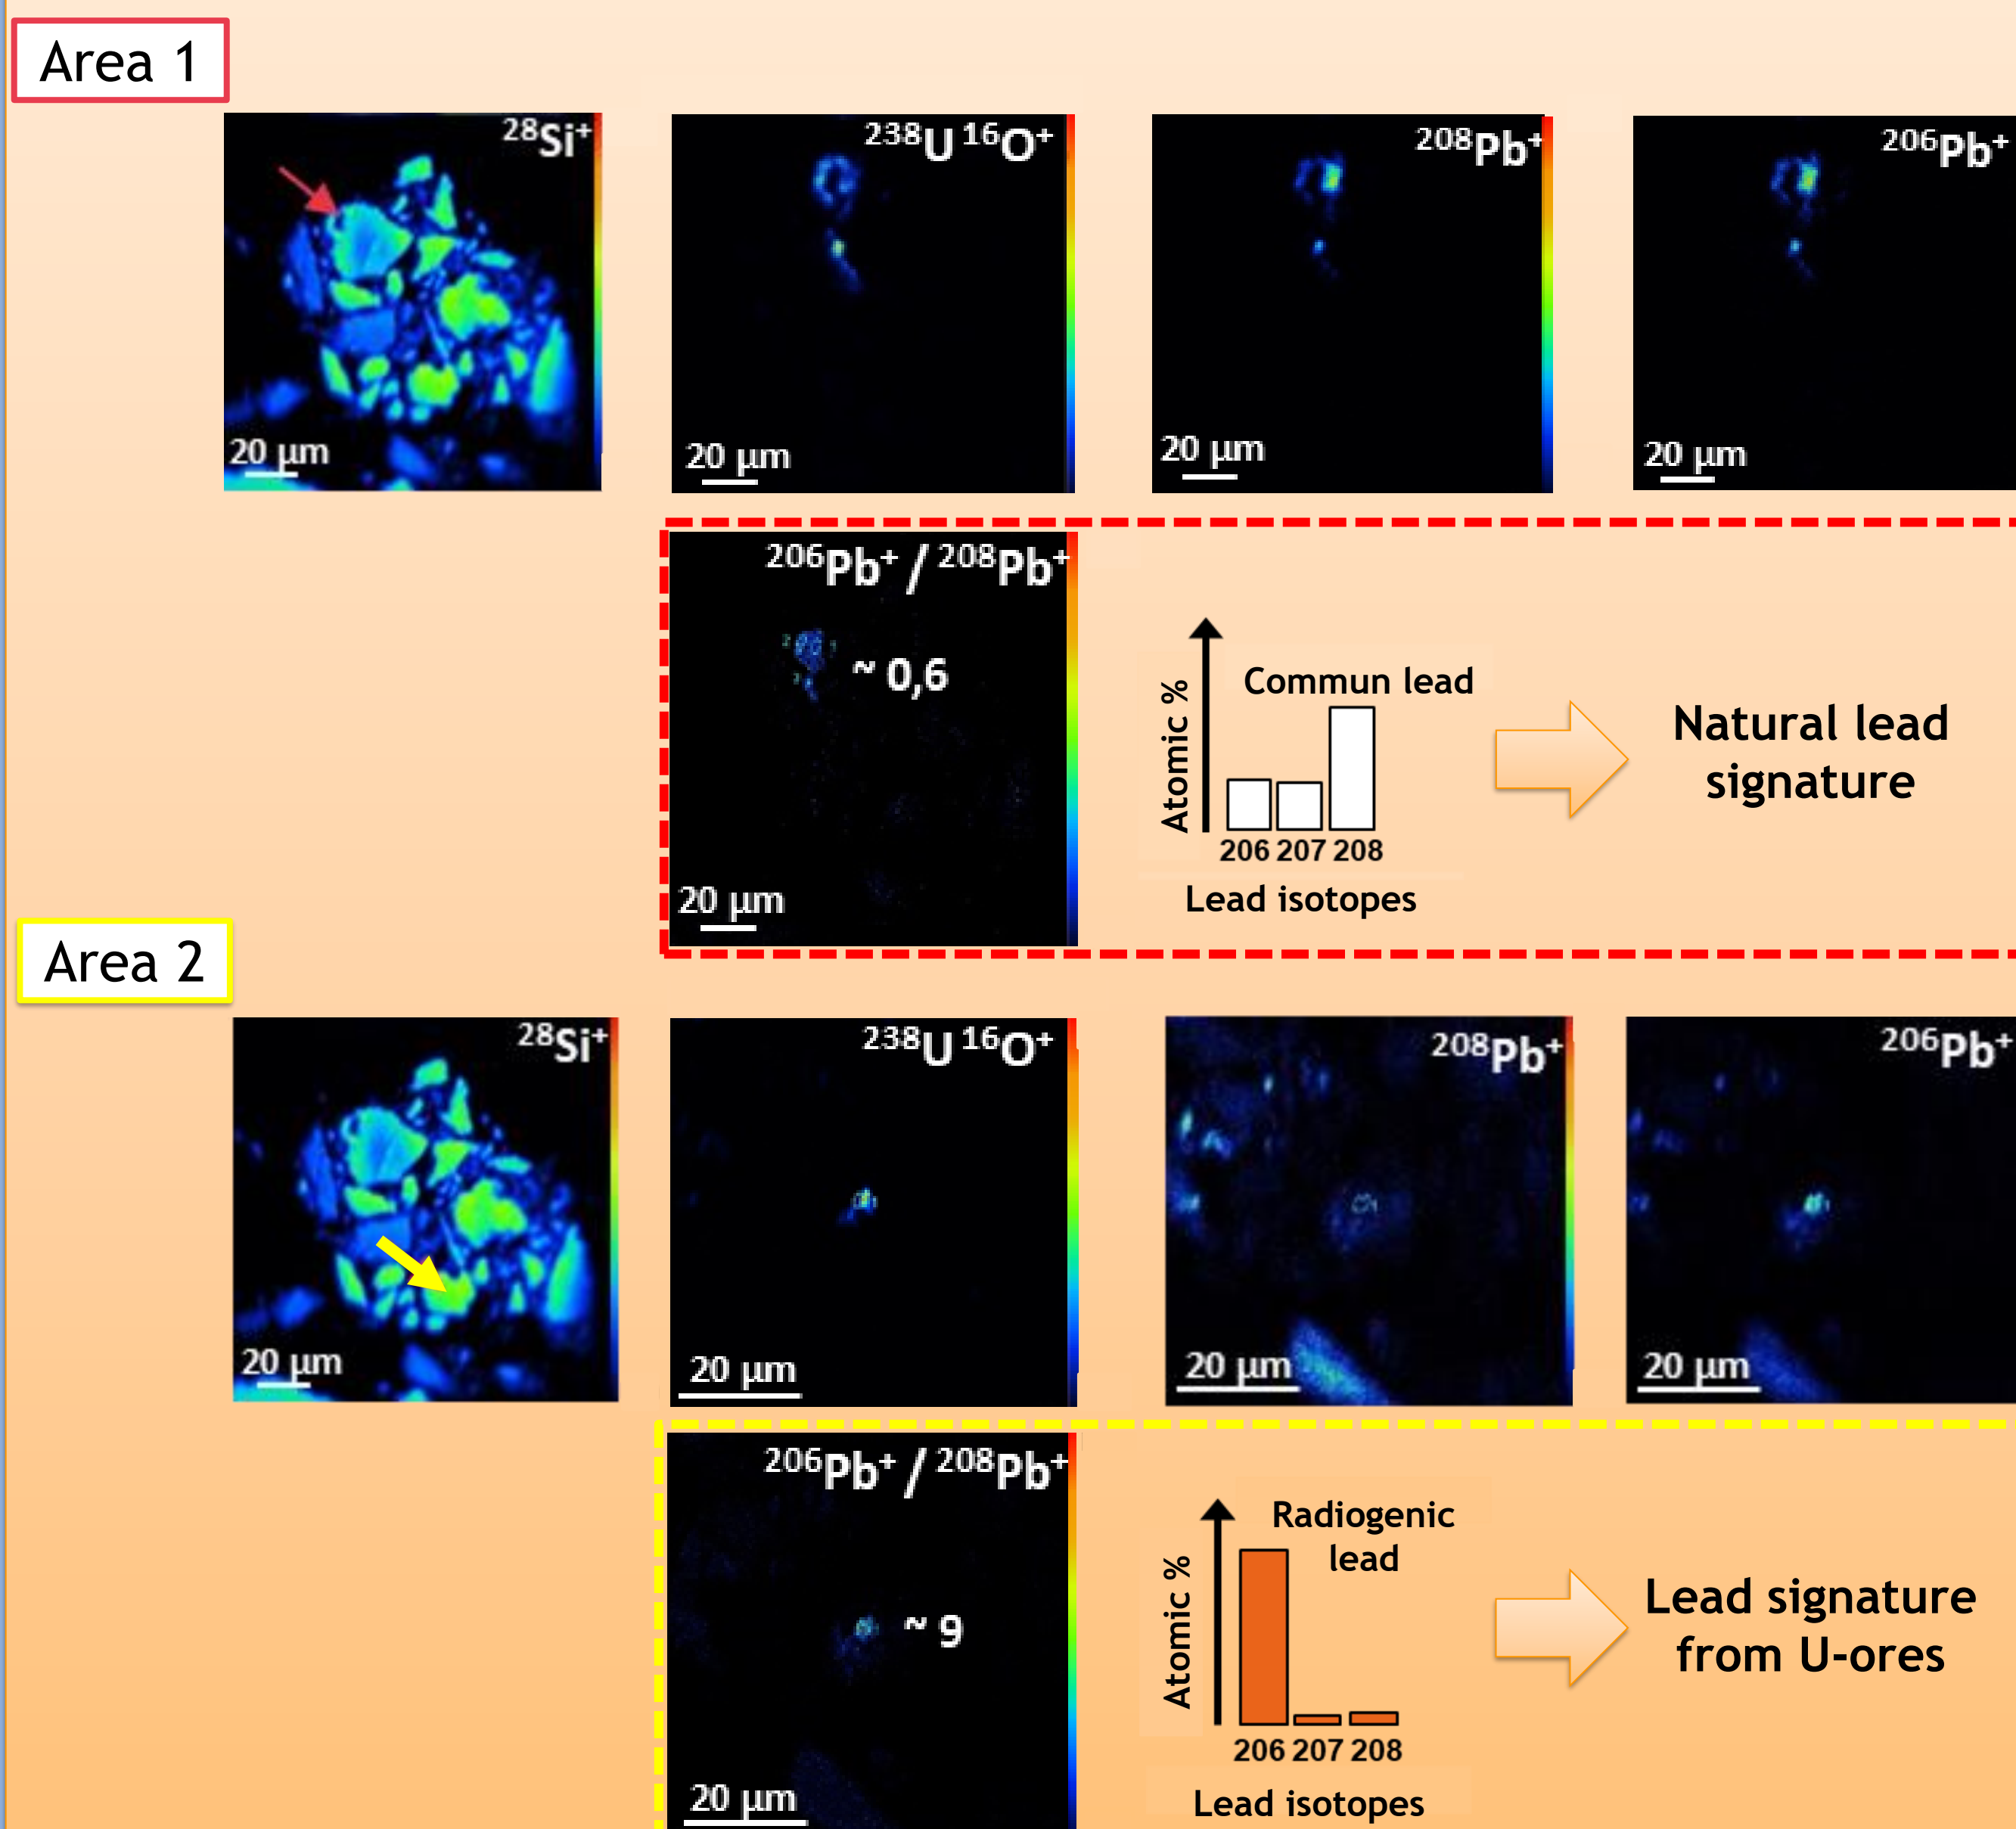 Area 1
²⁸Si⁺
²³⁸U ¹⁶O⁺
²⁰⁸Pb⁺
²⁰⁶Pb⁺
20 µm
20 µm
20 µm
20 µm
²⁰⁶Pb⁺ / ²⁰⁸Pb⁺
~ 0,6
20 µm
Atomic %
Commun lead
206 207 208
Lead isotopes
Natural lead
signature
Area 2
²⁸Si⁺
²³⁸U ¹⁶O⁺
²⁰⁸Pb⁺
²⁰⁶Pb⁺
20 µm
20 µm
20 µm
20 µm
²⁰⁶Pb⁺ / ²⁰⁸Pb⁺
~ 9
20 µm
Atomic %
Radiogenic
lead
206 207 208
Lead isotopes
Lead signature
from U-ores